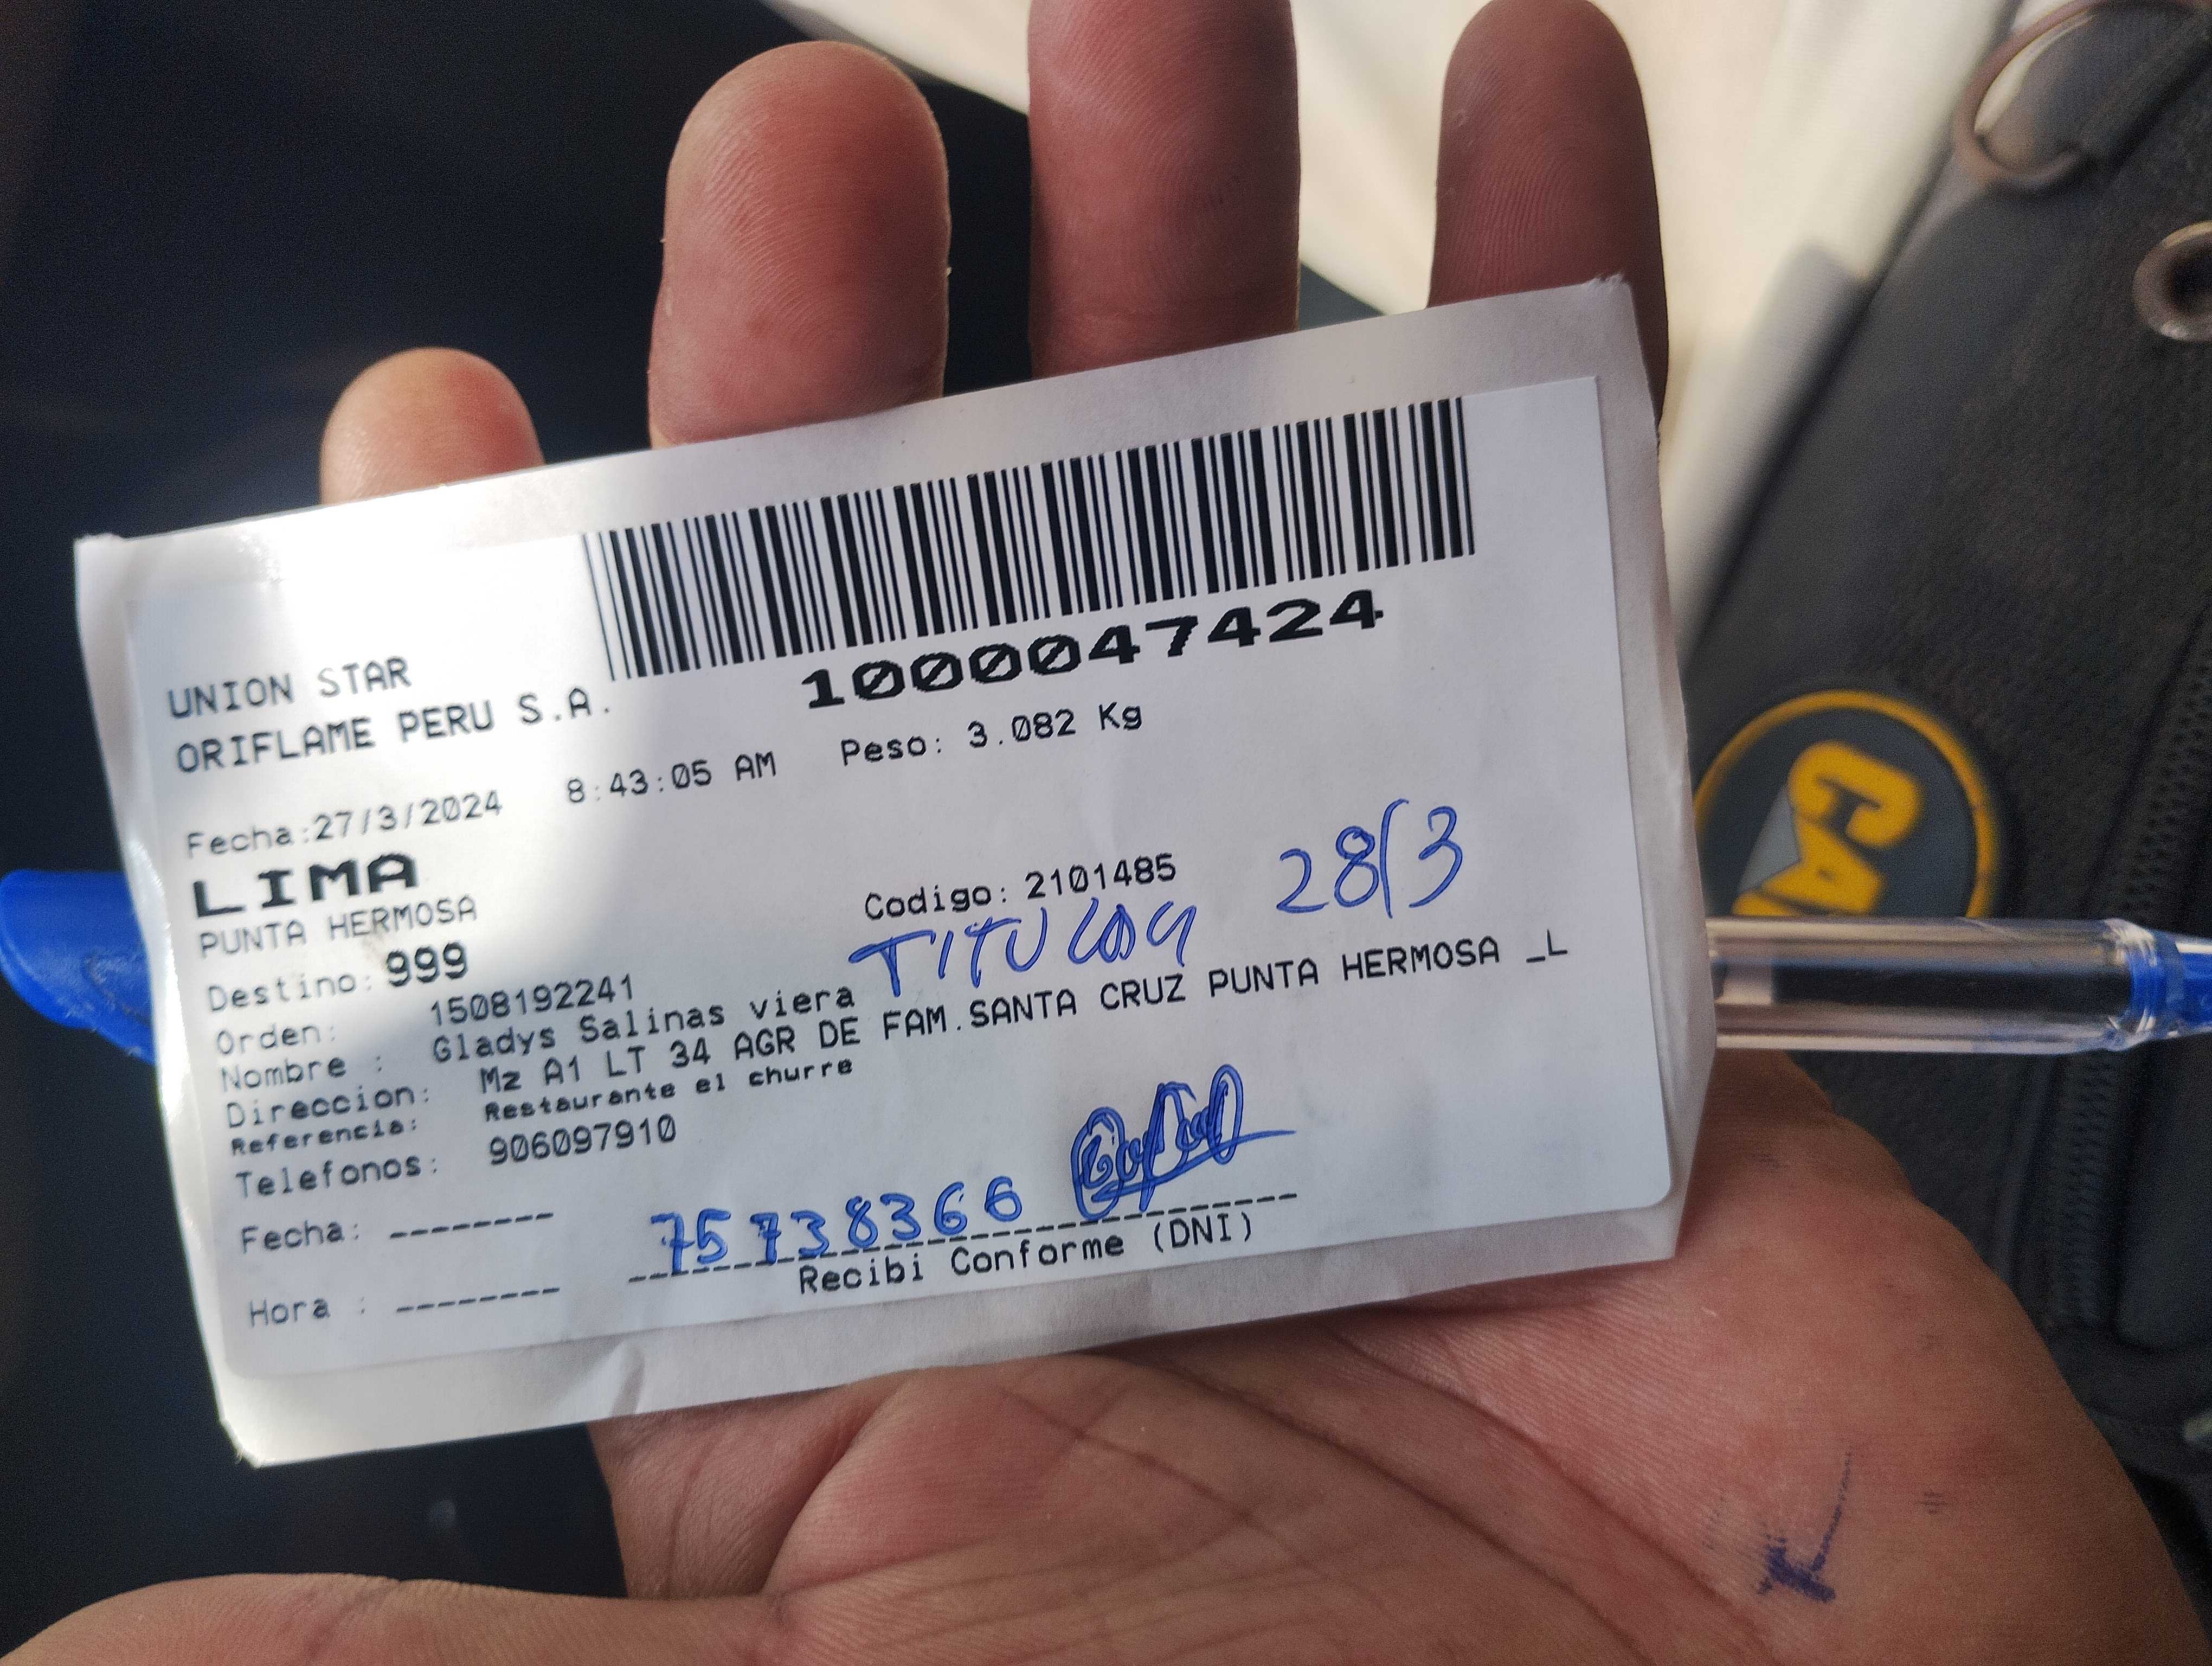 1000047424
UNION STAR
ORIFLAME PERU S.A.
Fecha:27/3/2024 8:43:05 AM Peso: 3.082 Kg
LIMA
PUNTA HERMOSA
Codigo: 2101485 28/3
Destino: 999
TITULAR
Orden: 1508192241
Nombre : Gladys Salinas viera
Direccion: Mz A1 LT 34 AGR DE FAM.SANTA CRUZ PUNTA HERMOSA _L
Referencia: Restaurante el churre
Telefonos: 906097910
Fecha: --------
75738366
Recibi Conforme (DNI)
Hora : --------